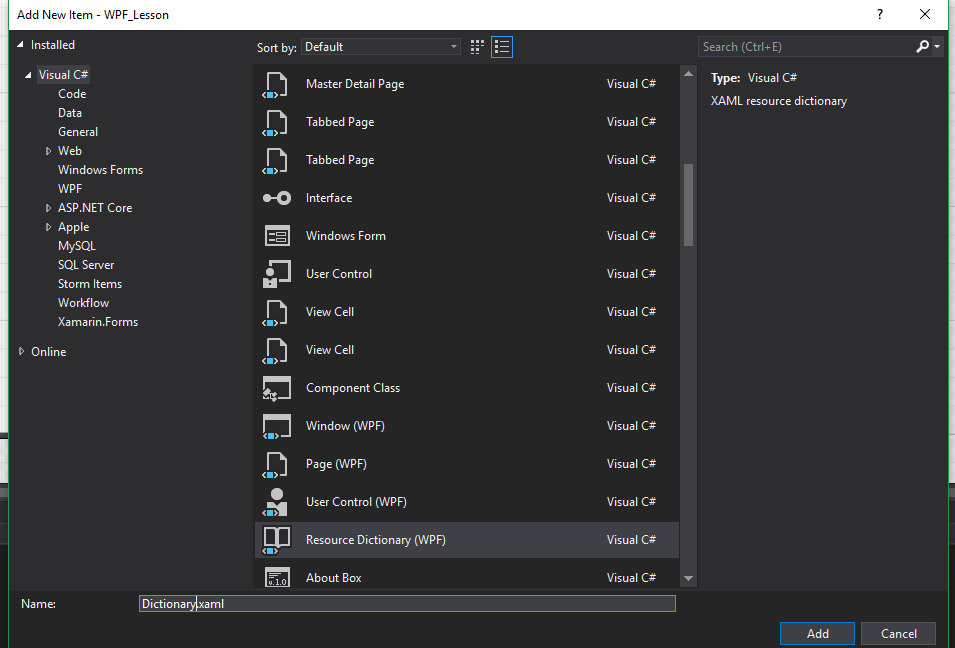 Add New Item - WPF_Lesson
?
Installed
Visual C#
Code
Data
General
Web
Windows Forms
WPF
ASP.NET Core
Apple
MySQL
SQL Server
Storm Items
Workflow
Xamarin.Forms
Online
Sort by: Default
Master Detail Page Visual C#
Tabbed Page Visual C#
Tabbed Page Visual C#
Interface Visual C#
Windows Form Visual C#
User Control Visual C#
View Cell Visual C#
View Cell Visual C#
Component Class Visual C#
Window (WPF) Visual C#
Page (WPF) Visual C#
User Control (WPF) Visual C#
Resource Dictionary (WPF) Visual C#
v.1.0 About Box Visual C#
Search (Ctrl+E)
Type: Visual C#
XAML resource dictionary
Name: Dictionary.xaml
Add Cancel